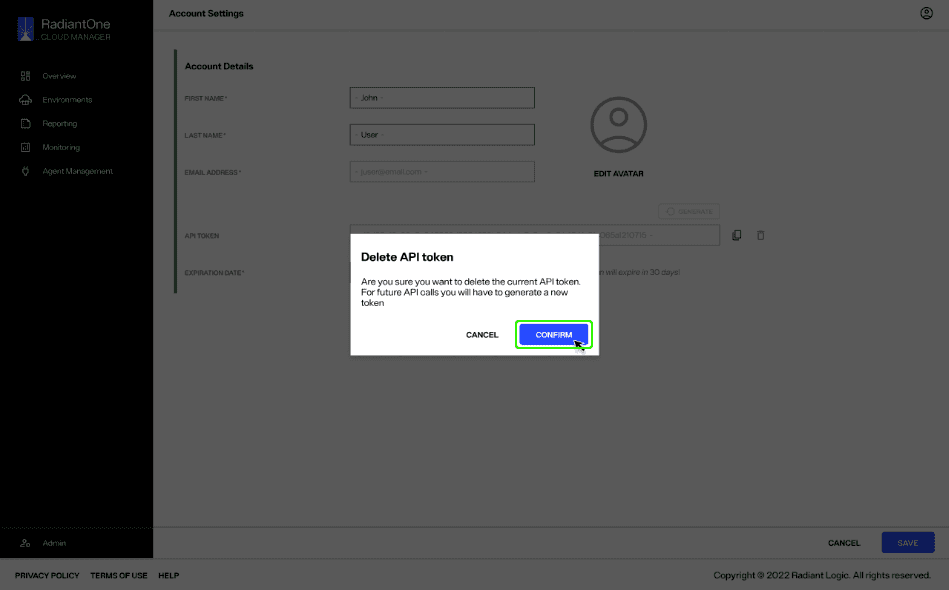 RadiantOne
CLOUD MANAGER
Account Settings
Overview
Environments
Reporting
Monitoring
Agent Management
Account Details
FIRST NAME*
- John -
LAST NAME*
- User -
EMAIL ADDRESS*
EDIT AVATAR
GENERATE
API TOKEN
EXPIRATION DATE*
will expire in 30 days!
Delete API token
Are you sure you want to delete the current API token.
For future API calls you will have to generate a new
token
CANCEL
CONFIRM
Admin
CANCEL
SAVE
PRIVACY POLICY
TERMS OF USE
HELP
Copyright © 2022 Radiant Logic. All rights reserved.